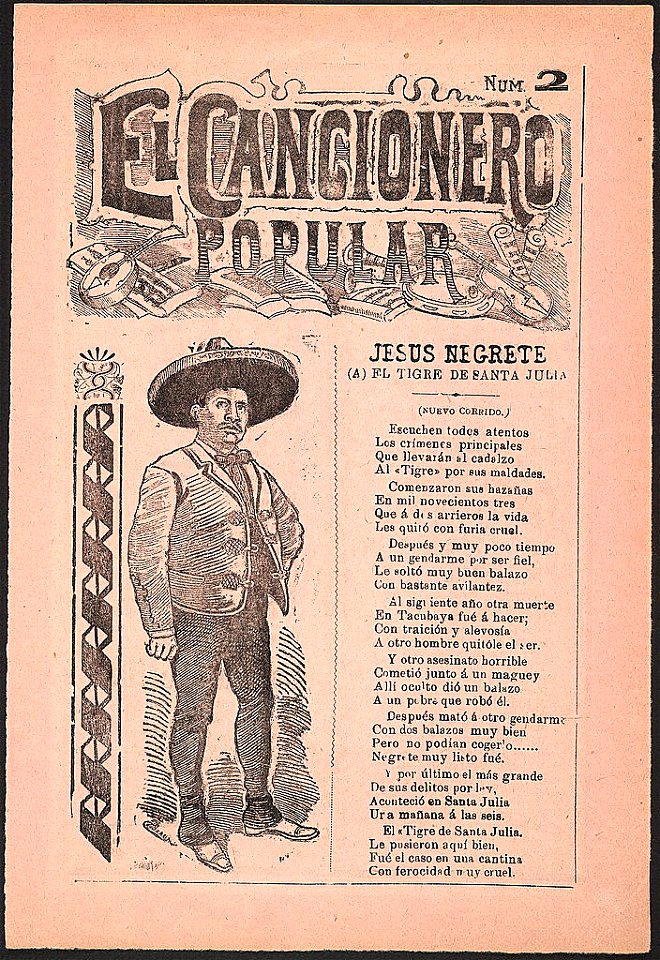 NUM. 2
EL CANCIONERO
POPULAR
JESUS NEGRETE
(A) EL TIGRE DE SANTA JULIA
(NUEVO CORRIDO.)
Escuchen todos atentos
Los crímenes principales
Que llevarán al cadalzo
Al «Tigre» por sus maldades.
Comenzaron sus hazañas
En mil novecientos tres
Que á dos arrieros la vida
Les quitó con furia cruel.
Después y muy poco tiempo
A un gendarme por ser fiel,
Le soltó muy buen balazo
Con bastante avilantez.
Al siguiente año otra muerte
En Tacubaya fué á hacer;
Con traición y alevosía
A otro hombre quitóle el ser.
Y otro asesinato horrible
Cometió junto á un maguey
Allí oculto dió un balazo
A un pobre que robó él.
Después mató á otro gendarme
Con dos balazos muy bien
Pero no podían cogerlo......
Negrete muy listo fué.
Y por último el más grande
De sus delitos por ley,
Aconteció en Santa Julia
Una mañana á las seis.
El «Tigre de Santa Julia.
Le pusieron aquí bien,
Fué el caso en una cantina
Con ferocidad muy cruel.